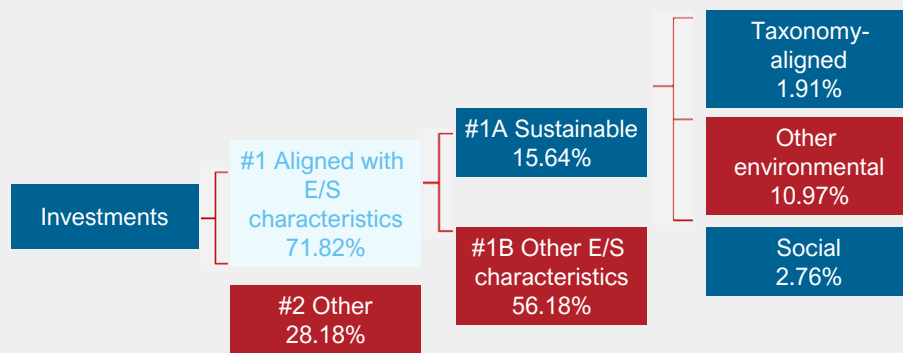 Investments
#1 Aligned with
E/S
characteristics
71.82%
#2 Other
28.18%
#1A Sustainable
15.64%
#1B Other E/S
characteristics
56.18%
Taxonomy-
aligned
1.91%
Other
environmental
10.97%
Social
2.76%